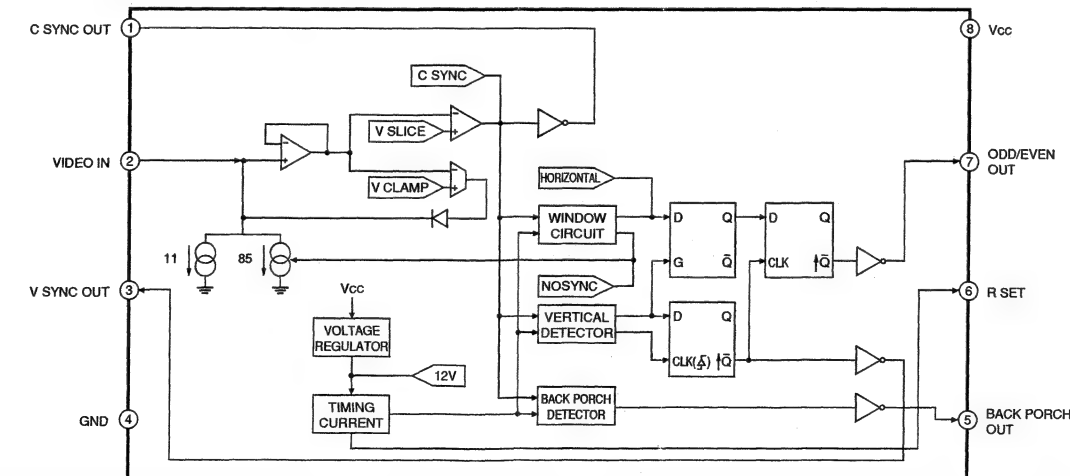 C SYNC OUT
1
8
Vcc
C SYNC
V SLICE
-
+
-
+
VIDEO IN
2
7
ODD/EVEN
OUT
V CLAMP
-
+
HORIZONTAL
WINDOW
CIRCUIT
D
Q
G
Q̄
D
Q
CLK
Q̄
11
85
NOSYNC
V SYNC OUT
3
6
R SET
Vcc
VOLTAGE
REGULATOR
VERTICAL
DETECTOR
D
Q
CLK( )
Q̄
12V
TIMING
CURRENT
BACK PORCH
DETECTOR
GND
4
5
BACK PORCH
OUT